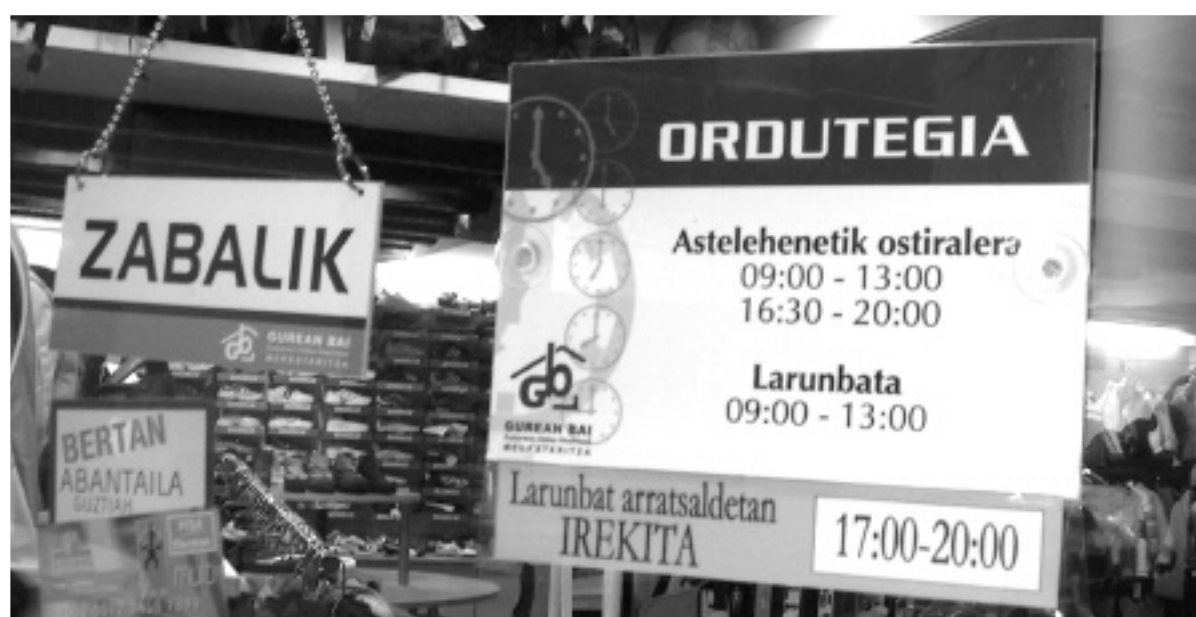 ZABALIK
GUREAN BAI
MERKATARITZA
BERTAN
ABANTAILA
GUZTIAK
VISA
ORDUTEGIA
Astelehenetik ostiralera
09:00 - 13:00
16:30 - 20:00
Larunbata
09:00 - 13:00
GUREAN BAI
MERKATARITZA
Larunbat arratsaldetan
IREKITA
17:00-20:00